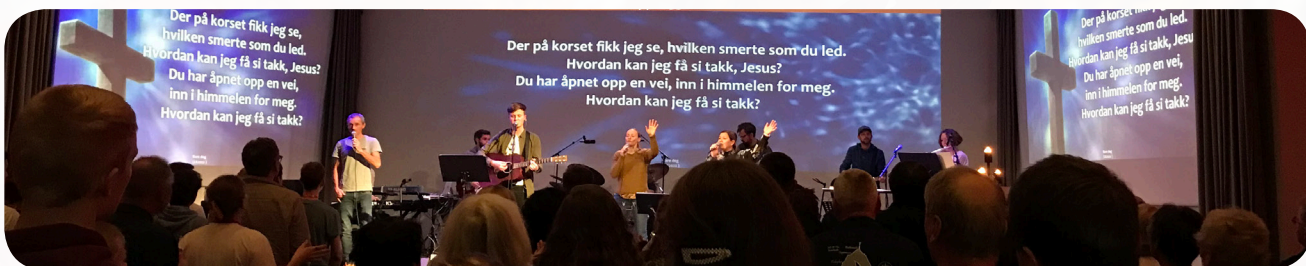 Der på korset fikk jeg se,
hvilken smerte som du led.
Hvordan kan jeg få si takk, Jesus?
Du har åpnet opp en vei,
inn i himmelen for meg.
Hvordan kan jeg få si takk?
Der på korset fikk jeg se, hvilken smerte som du led.
Hvordan kan jeg få si takk, Jesus?
Du har åpnet opp en vei, inn i himmelen for meg.
Hvordan kan jeg få si takk?
Der på korset fikk jeg se,
hvilken smerte som du led.
Hvordan kan jeg få si takk, Jesu
Du har åpnet opp en vei,
inn i himmelen for meg.
Hvordan kan jeg få si takk?